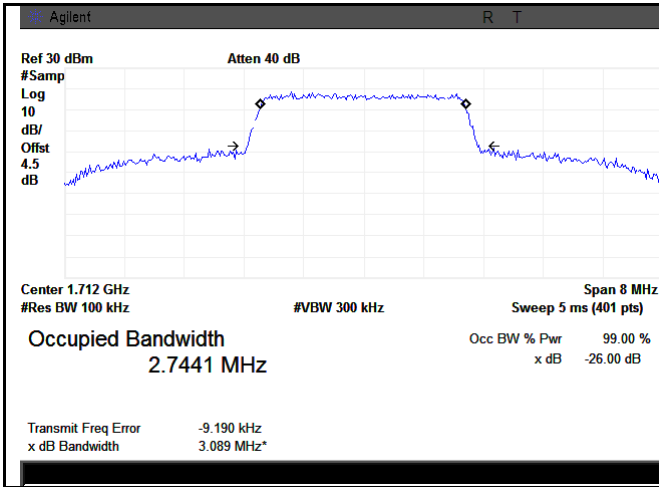 Agilent R T
Ref 30 dBm Atten 40 dB
#Samp
Log
10
dB/
Offst
4.5
dB
Center 1.712 GHz Span 8 MHz
#Res BW 100 kHz #VBW 300 kHz Sweep 5 ms (401 pts)
Occupied Bandwidth Occ BW % Pwr 99.00 %
2.7441 MHz x dB -26.00 dB
Transmit Freq Error -9.190 kHz
x dB Bandwidth 3.089 MHz*